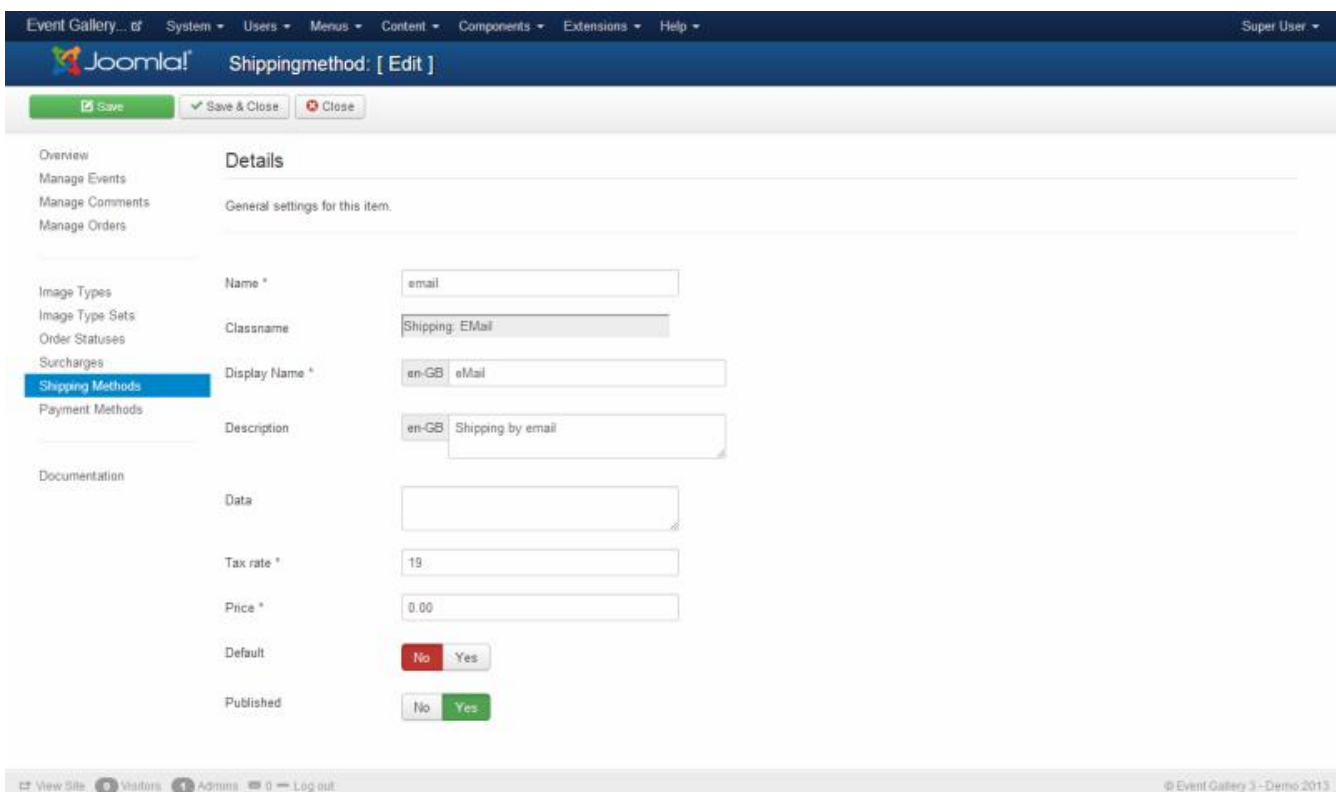 Event Gallery... System Users Menus Content Components Extensions Help Super User
Joomla! Shippingmethod: [ Edit ]
Save Save & Close Close
Overview
Manage Events
Manage Comments
Manage Orders
Image Types
Image Type Sets
Order Statuses
Surcharges
Shipping Methods
Payment Methods
Documentation
Details
General settings for this item.
Name * email
Classname Shipping: EMail
Display Name * en-GB eMail
Description en-GB Shipping by email
Data
Tax rate * 19
Price * 0.00
Default No Yes
Published No Yes
View Site 0 Visitors 1 Admins 0 Log out © Event Gallery 3 - Demo 2013